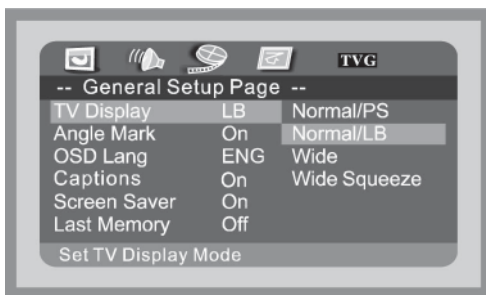 TVG
-- General Setup Page --
TV Display LB Normal/PS
Angle Mark On Normal/LB
OSD Lang ENG Wide
Captions On Wide Squeeze
Screen Saver On
Last Memory Off
Set TV Display Mode